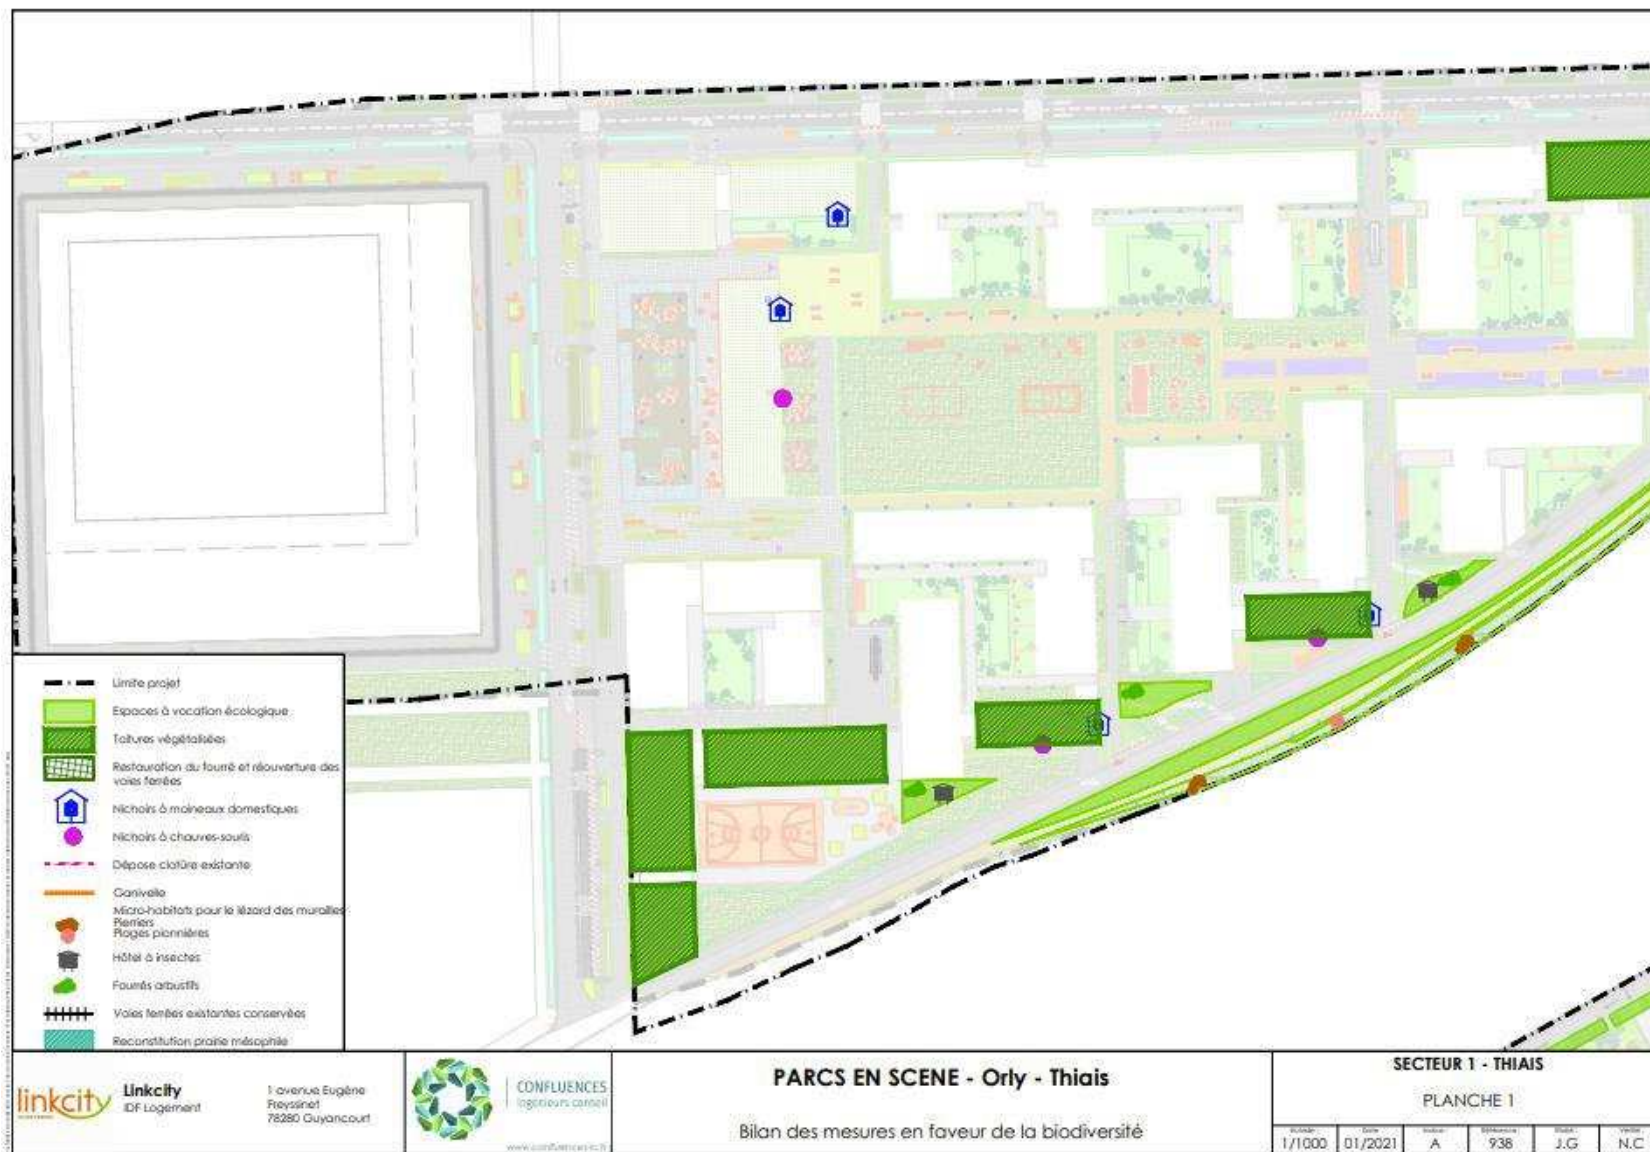 Limite projet
Espaces à vocation écologique
Toitures végétalisées
Restauration du fourré et réouverture des
voies ferrées
Nichoirs à moineaux domestiques
Nichoirs à chauves-souris
Dépose clotûre existante
Ganivelle
Micro-habitats pour le lézard des murailles
Pierriers
Plages pionnières
Hôtel à insectes
Fourrés arbustifs
Voies ferrées existantes conservées
Reconstitution prairie mésophile
linkcity
Linkcity
IDF Logement
1 avenue Eugène
Freyssinet
78280 Guyancourt
CONFLUENCES
Ingénieurs conseil
PARCS EN SCENE - Orly - Thiais
Bilan des mesures en faveur de la biodiversité
SECTEUR 1 - THIAIS
PLANCHE 1
1/1000 01/2021 A 938 J.G N.C